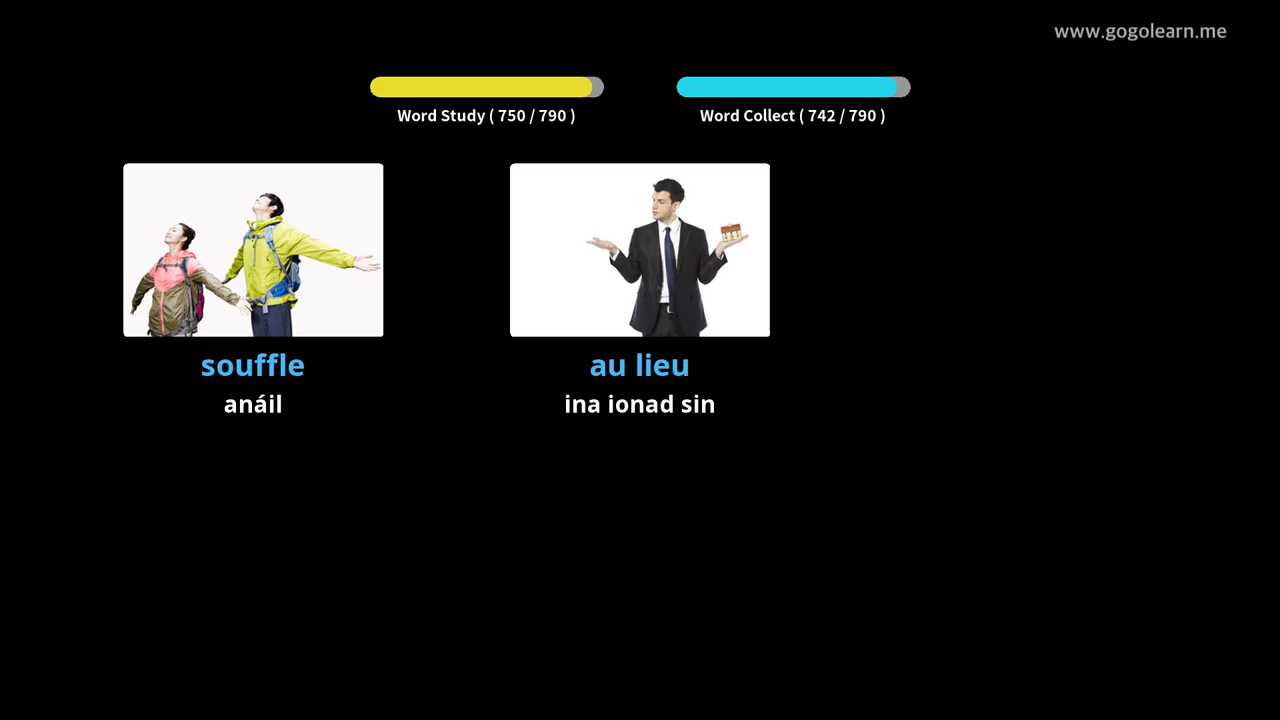 www.gogolearn.me
Word Study ( 750 / 790 )
Word Collect ( 742 / 790 )
souffle
anáil
au lieu
ina ionad sin